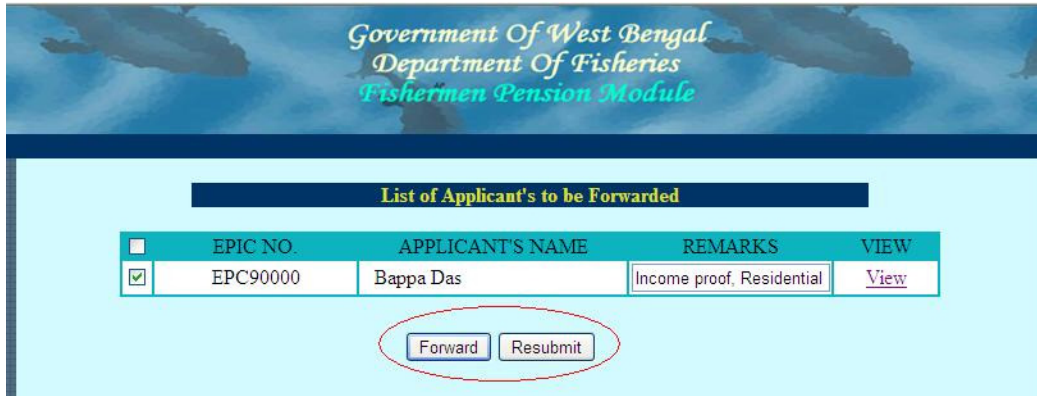 Government Of West Bengal
Department Of Fisheries
Fishermen Pension Module
List of Applicant's to be Forwarded
EPIC NO. APPLICANT'S NAME REMARKS VIEW
EPC90000 Bappa Das Income proof, Residential View
Forward Resubmit